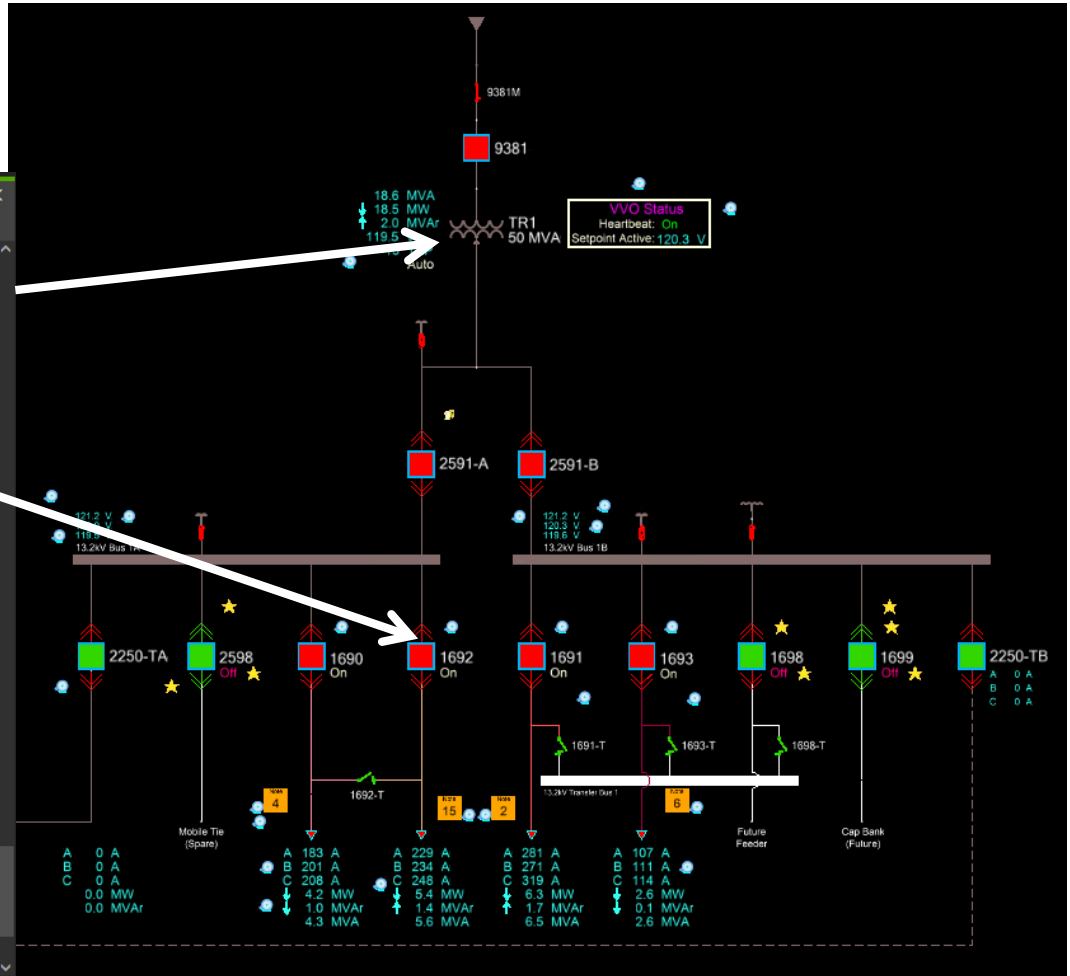 9381M
9381
18.6 MVA
18.5 MW
2.0 MVAr
119.5
Auto
TR1
50 MVA
VVO Status
Heartbeat: On
Setpoint Active: 120.3 V
2591-A
2591-B
121.2 V
13.2kV Bus 1A
121.2 V
120.3 V
119.6 V
13.2kV Bus 1B
2250-TA
2598
Off
1690
On
1692
On
1691
On
1693
On
1698
Off
1699
Off
2250-TB
A 0 A
B 0 A
C 0 A
1691-T
1693-T
1698-T
1692-T
13.2kV Transfer Bus 1
Note
4
Note
15
Note
2
Note
6
Mobile Tie
(Spare)
Future
Feeder
Cap Bank
(Future)
A 0 A
B 0 A
C 0 A
0.0 MW
0.0 MVAr
A 183 A
B 201 A
C 208 A
4.2 MW
1.0 MVAr
4.3 MVA
A 229 A
B 234 A
C 248 A
5.4 MW
1.4 MVAr
5.6 MVA
A 281 A
B 271 A
C 319 A
6.3 MW
1.7 MVAr
6.5 MVA
A 107 A
B 111 A
C 114 A
2.6 MW
0.1 MVAr
2.6 MVA